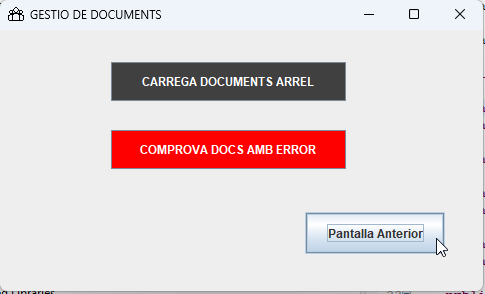 GESTIO DE DOCUMENTS
CARREGA DOCUMENTS ARREL
COMPROVA DOCS AMB ERROR
Pantalla Anterior